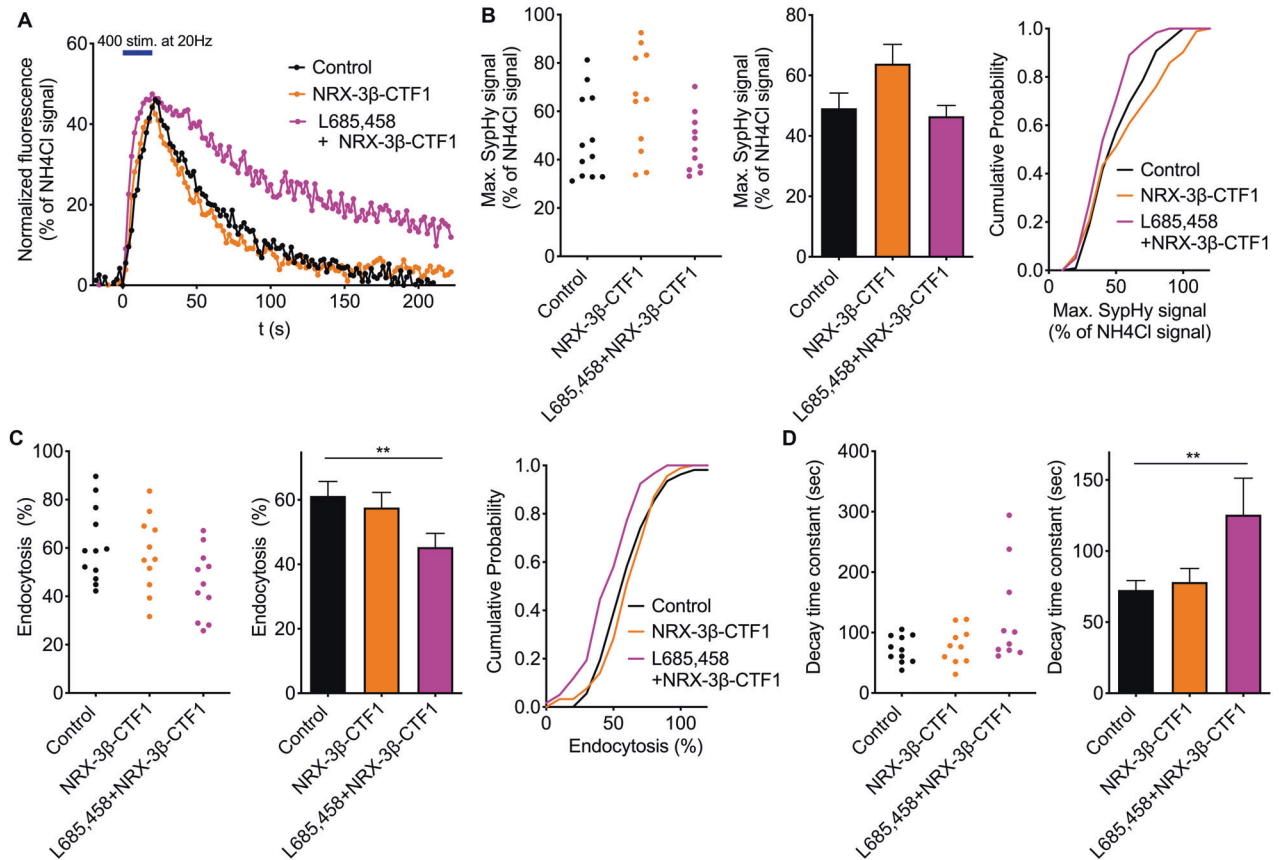 A
400 stim. at 20Hz
Normalized fluorescence
(% of NH4Cl signal)
60
40
20
0
0
50
100
150
200
t (s)
Control
NRX-3β-CTF1
L685,458
+ NRX-3β-CTF1
B
Max. SypHy signal
(% of NH4Cl signal)
100
80
60
40
20
0
Control
NRX-3β-CTF1
L685,458+NRX-3β-CTF1
Max. SypHy signal
(% of NH4Cl signal)
80
60
40
20
0
Control
NRX-3β-CTF1
L685,458+NRX-3β-CTF1
Cumulative Probability
1.0
0.8
0.6
0.4
0.2
0.0
0
50
100
Max. SypHy signal
(% of NH4Cl signal)
Control
NRX-3β-CTF1
L685,458
+NRX-3β-CTF1
C
Endocytosis (%)
100
80
60
40
20
0
Control
NRX-3β-CTF1
L685,458+NRX-3β-CTF1
Endocytosis (%)
60
40
20
0
**
Control
NRX-3β-CTF1
L685,458+NRX-3β-CTF1
Cumulative Probability
1.0
0.8
0.6
0.4
0.2
0.0
0
50
100
Endocytosis (%)
Control
NRX-3β-CTF1
L685,458
+NRX-3β-CTF1
D
Decay time constant (sec)
400
300
200
100
0
Control
NRX-3β-CTF1
L685,458+NRX-3β-CTF1
Decay time constant (sec)
150
100
50
0
**
Control
NRX-3β-CTF1
L685,458+NRX-3β-CTF1